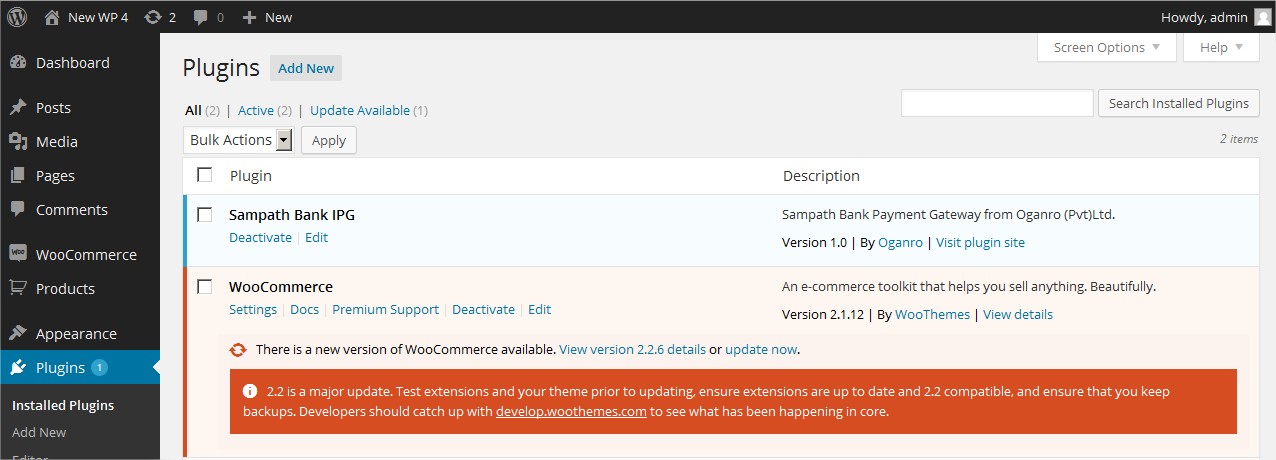 New WP 4 2 0 New Howdy, admin
Screen Options Help
Dashboard
Posts
Media
Pages
Comments
WOO WooCommerce
Products
Appearance
Plugins 1
Installed Plugins
Add New
Editor
Plugins Add New
All (2) | Active (2) | Update Available (1)
Search Installed Plugins
Bulk Actions Apply
2 items
Plugin Description
Sampath Bank IPG Sampath Bank Payment Gateway from Oganro (Pvt)Ltd.
Deactivate | Edit Version 1.0 | By Oganro | Visit plugin site
WooCommerce An e-commerce toolkit that helps you sell anything. Beautifully.
Settings | Docs | Premium Support | Deactivate | Edit Version 2.1.12 | By WooThemes | View details
There is a new version of WooCommerce available. View version 2.2.6 details or update now.
2.2 is a major update. Test extensions and your theme prior to updating, ensure extensions are up to date and 2.2 compatible, and ensure that you keep
backups. Developers should catch up with develop.woothemes.com to see what has been happening in core.